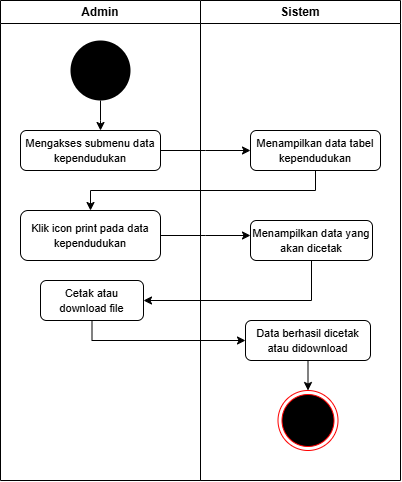 Admin
Sistem
Mengakses submenu data
kependudukan
Menampilkan data tabel
kependudukan
Klik icon print pada data
kependudukan
Menampilkan data yang
akan dicetak
Cetak atau
download file
Data berhasil dicetak
atau didownload